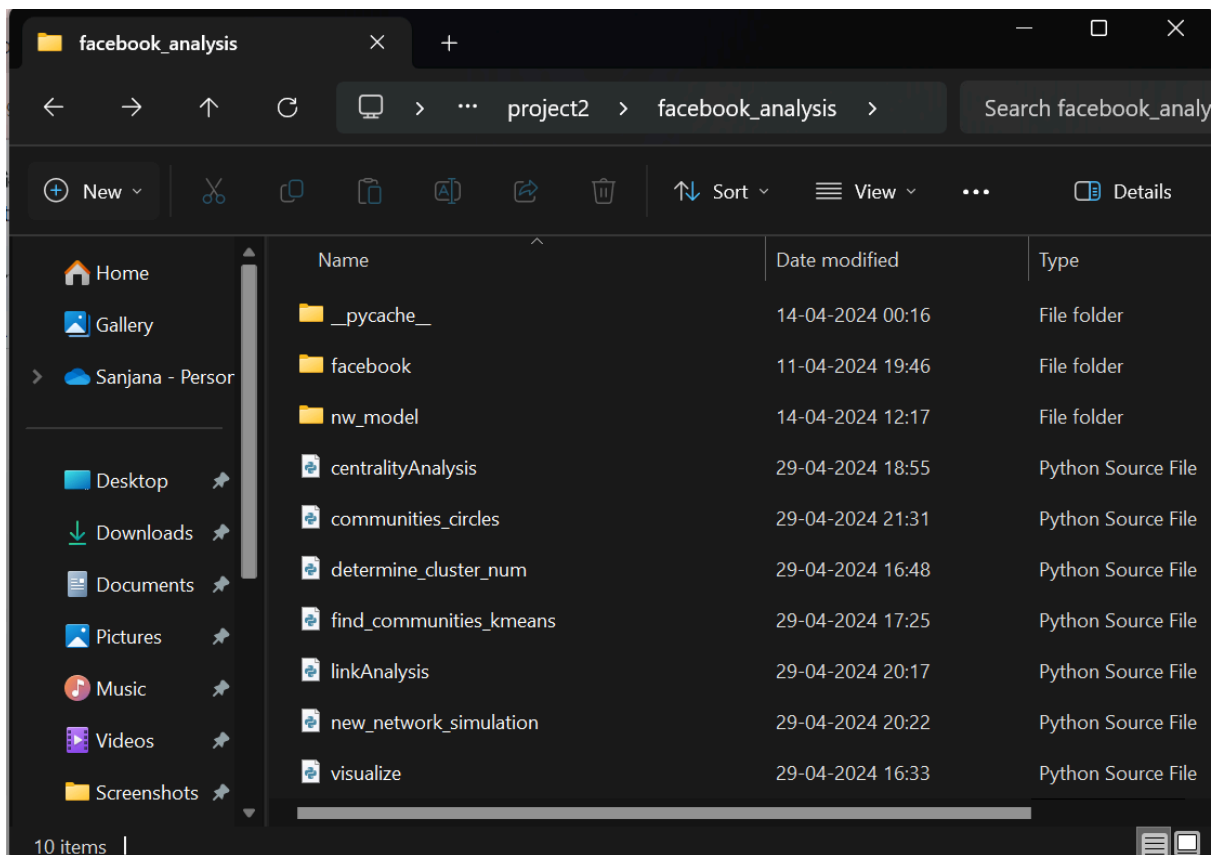 facebook_analysis
project2 > facebook_analysis > Search facebook_analy
New Sort View ... Details
Name Date modified Type
Home
Gallery
Sanjana - Person
Desktop
Downloads
Documents
Pictures
Music
Videos
Screenshots
__pycache__ 14-04-2024 00:16 File folder
facebook 11-04-2024 19:46 File folder
nw_model 14-04-2024 12:17 File folder
centralityAnalysis 29-04-2024 18:55 Python Source File
communities_circles 29-04-2024 21:31 Python Source File
determine_cluster_num 29-04-2024 16:48 Python Source File
find_communities_kmeans 29-04-2024 17:25 Python Source File
linkAnalysis 29-04-2024 20:17 Python Source File
new_network_simulation 29-04-2024 20:22 Python Source File
visualize 29-04-2024 16:33 Python Source File
10 items